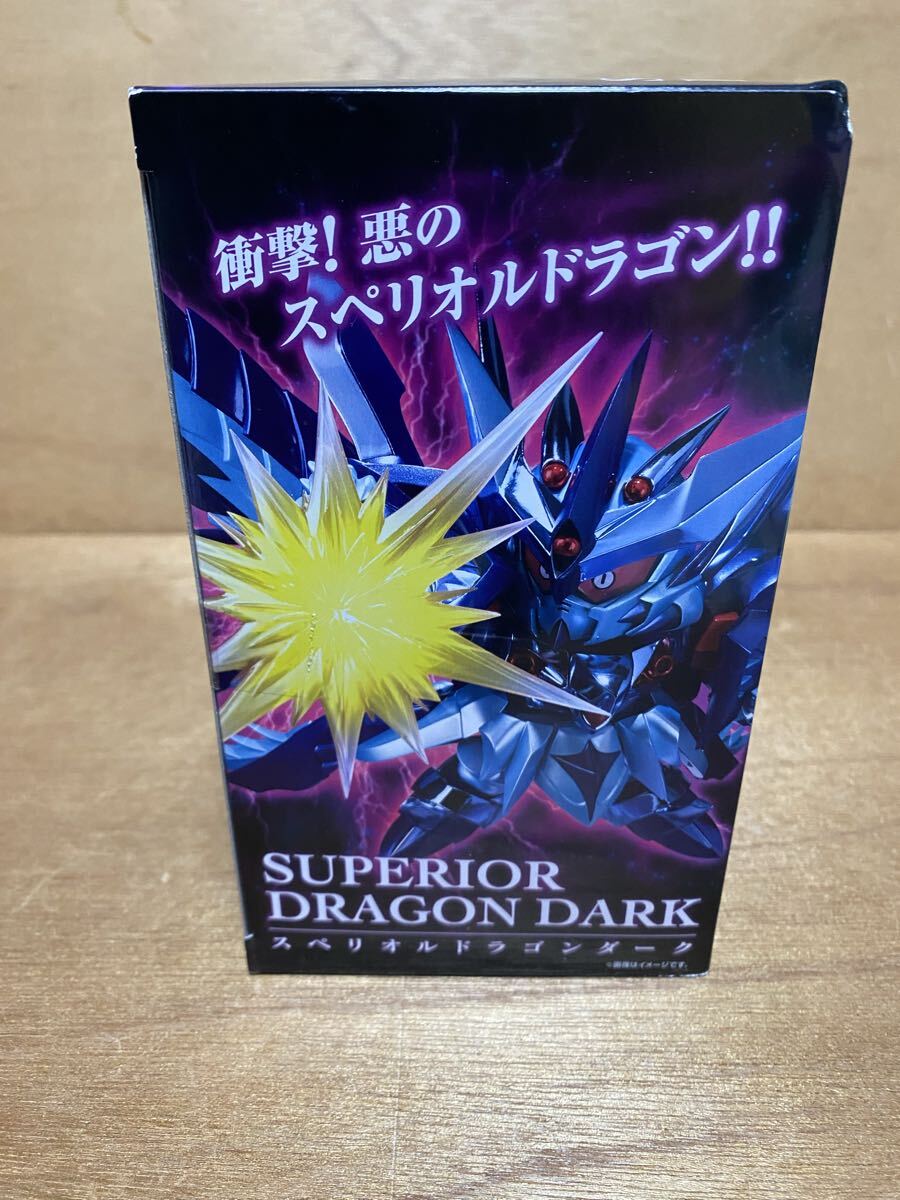 衝撃! 悪の
スペリオルドラゴン!!
SUPERIOR
DRAGON DARK
スペリオルドラゴンダーク
※画像はイメージです。